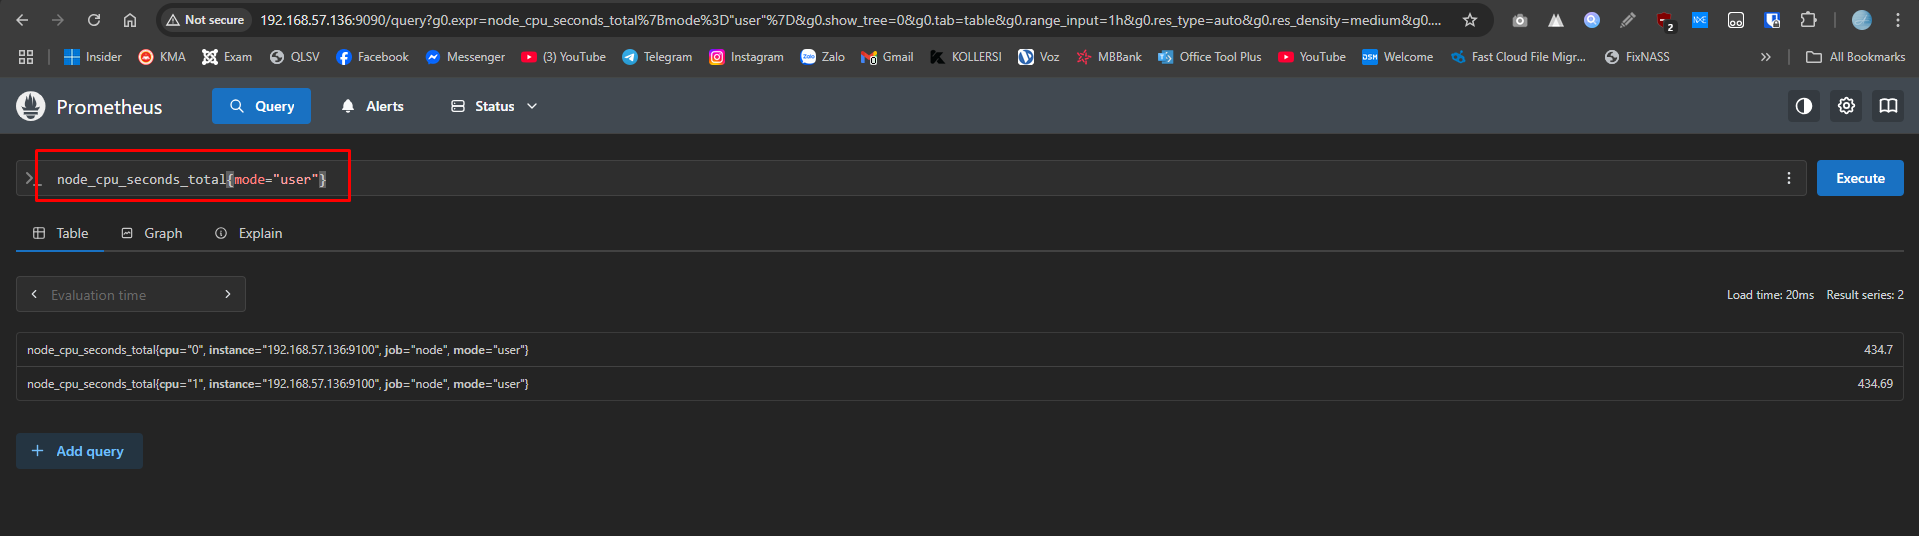 Not secure 192.168.57.136:9090/query?g0.expr=node_cpu_seconds_total%7Bmode%3D"user"%7D&g0.show_tree=0&g0.tab=table&g0.range_input=1h&g0.res_type=auto&g0.res_density=medium&g0.... 2
Insider KMA Exam QLSV Facebook Messenger (3) YouTube Telegram Instagram Zalo Gmail KOLLERSI Voz MBBank Office Tool Plus YouTube Welcome Fast Cloud File Migr... FixNASS » All Bookmarks
Prometheus Query Alerts Status
>_ node_cpu_seconds_total{mode="user"} Execute
Table Graph Explain
Evaluation time Load time: 20ms Result series: 2
node_cpu_seconds_total{cpu="0", instance="192.168.57.136:9100", job="node", mode="user"} 434.7
node_cpu_seconds_total{cpu="1", instance="192.168.57.136:9100", job="node", mode="user"} 434.69
+ Add query